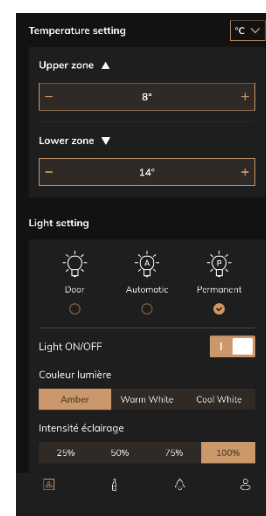 Temperature setting °C
Upper zone ▲
− 8° +
Lower zone ▼
− 14° +
Light setting
A P
Door Automatic Permanent
Light ON/OFF I
Couleur lumière
Amber Warm White Cool White
Intensité éclairage
25% 50% 75% 100%